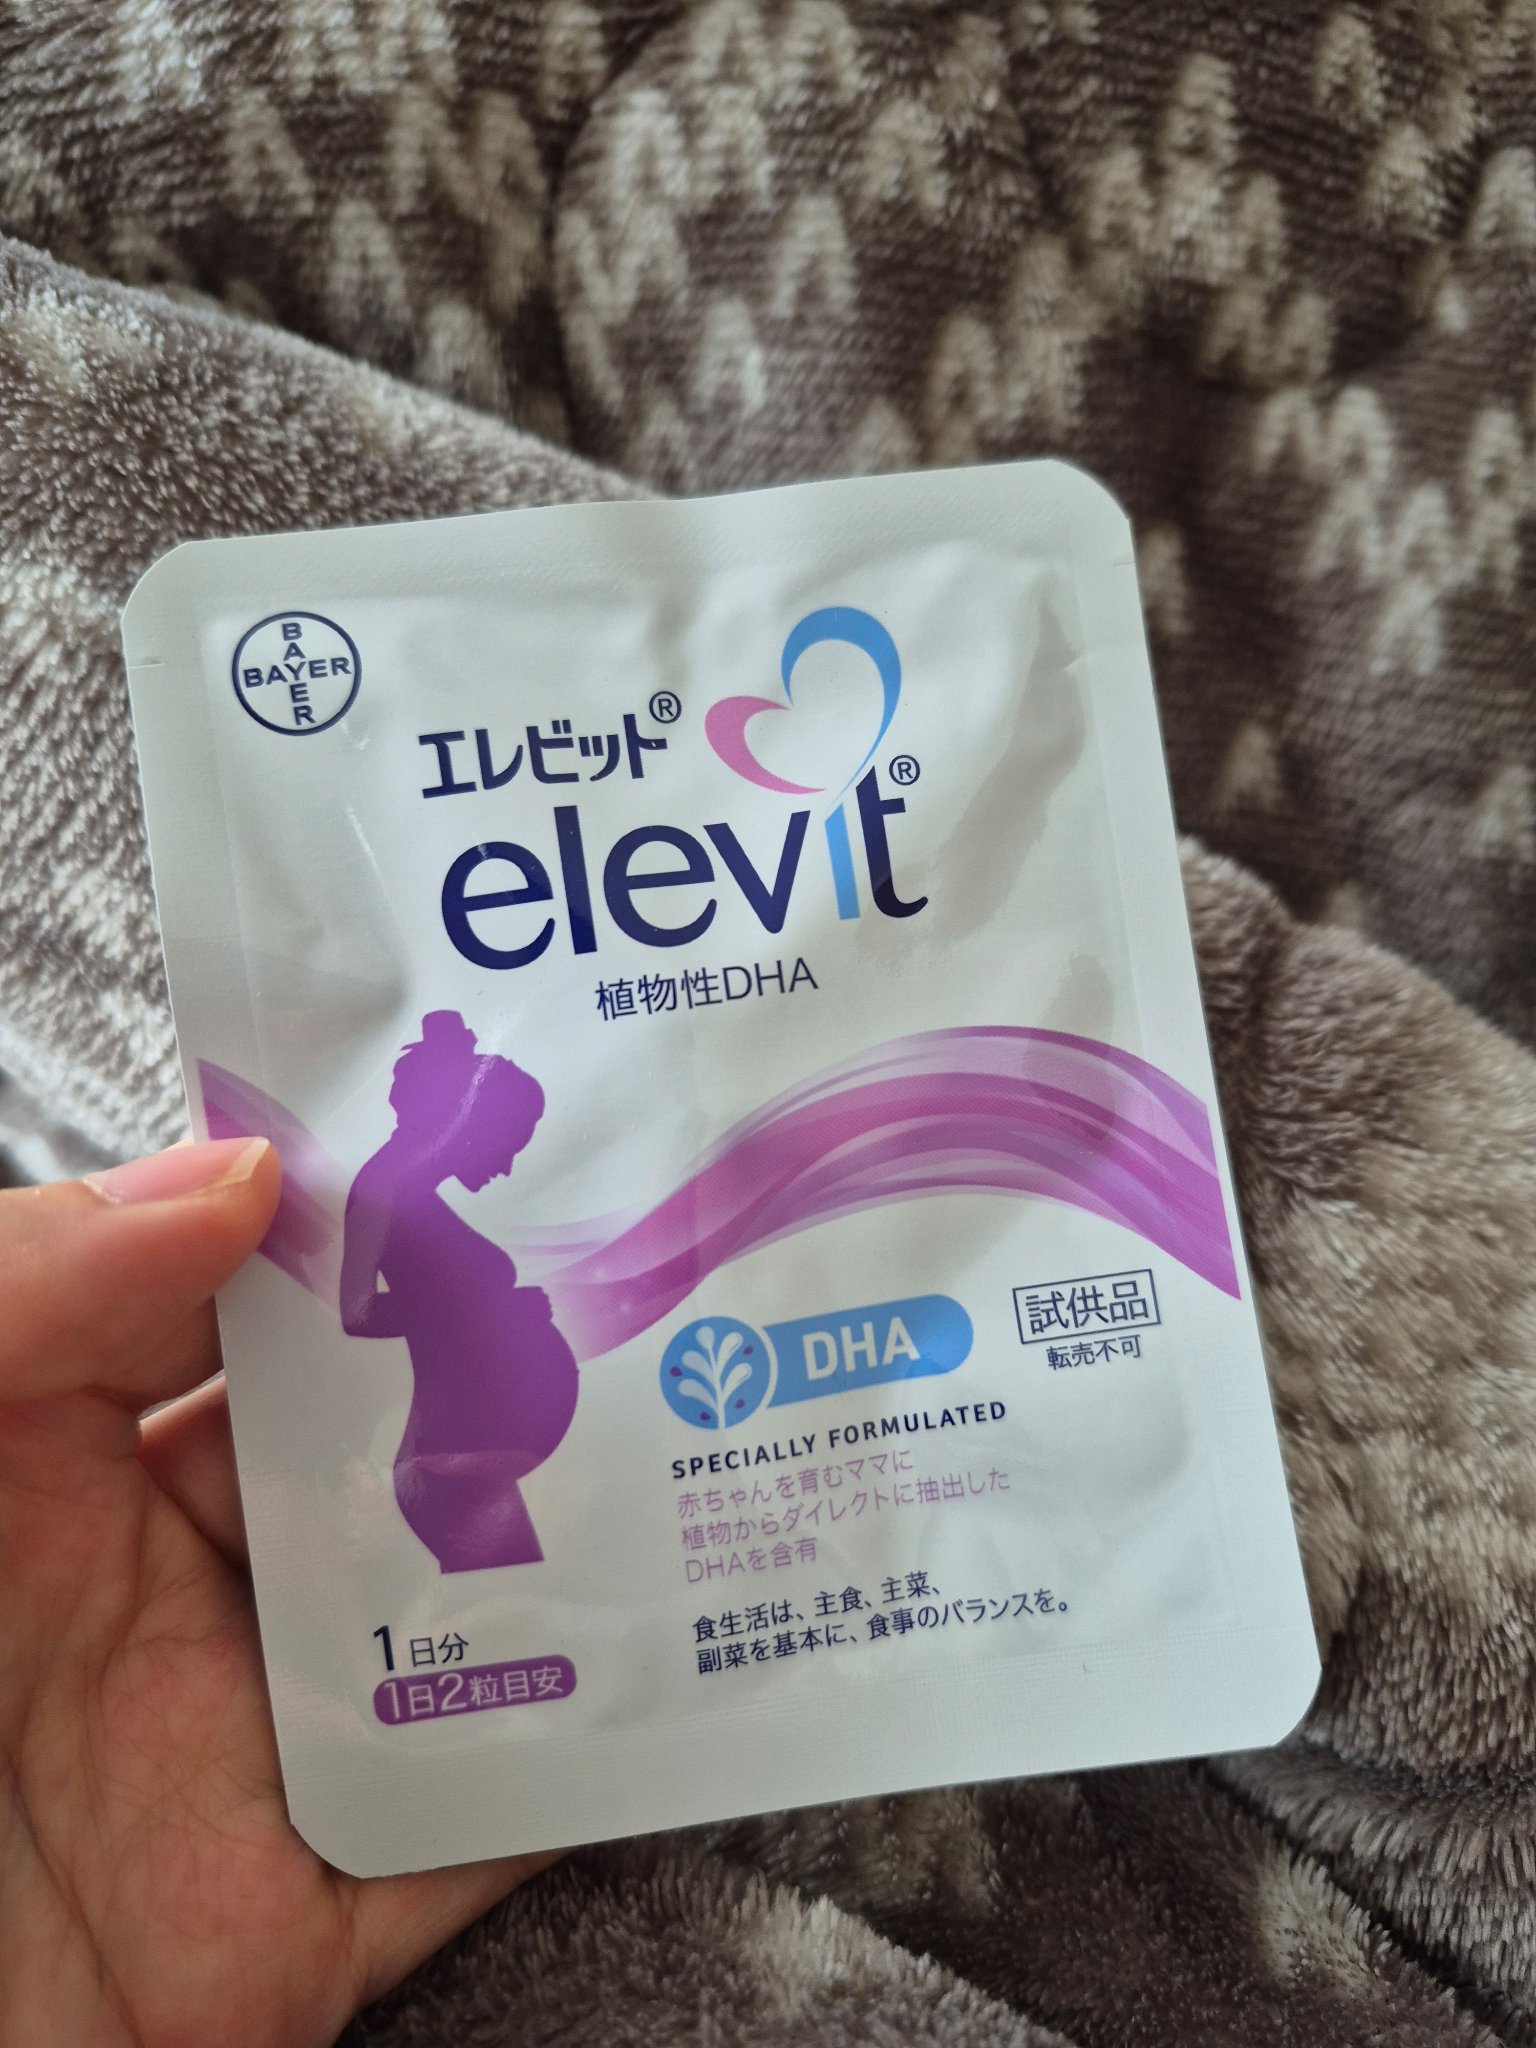 BAYER
BAYER
エレビット®
elevit®
植物性DHA
DHA
試供品
転売不可
SPECIALLY FORMULATED
赤ちゃんを育むママに
植物からダイレクトに抽出した
DHAを含有
食生活は、主食、主菜、
副菜を基本に、食事のバランスを。
1日分
1日2粒目安